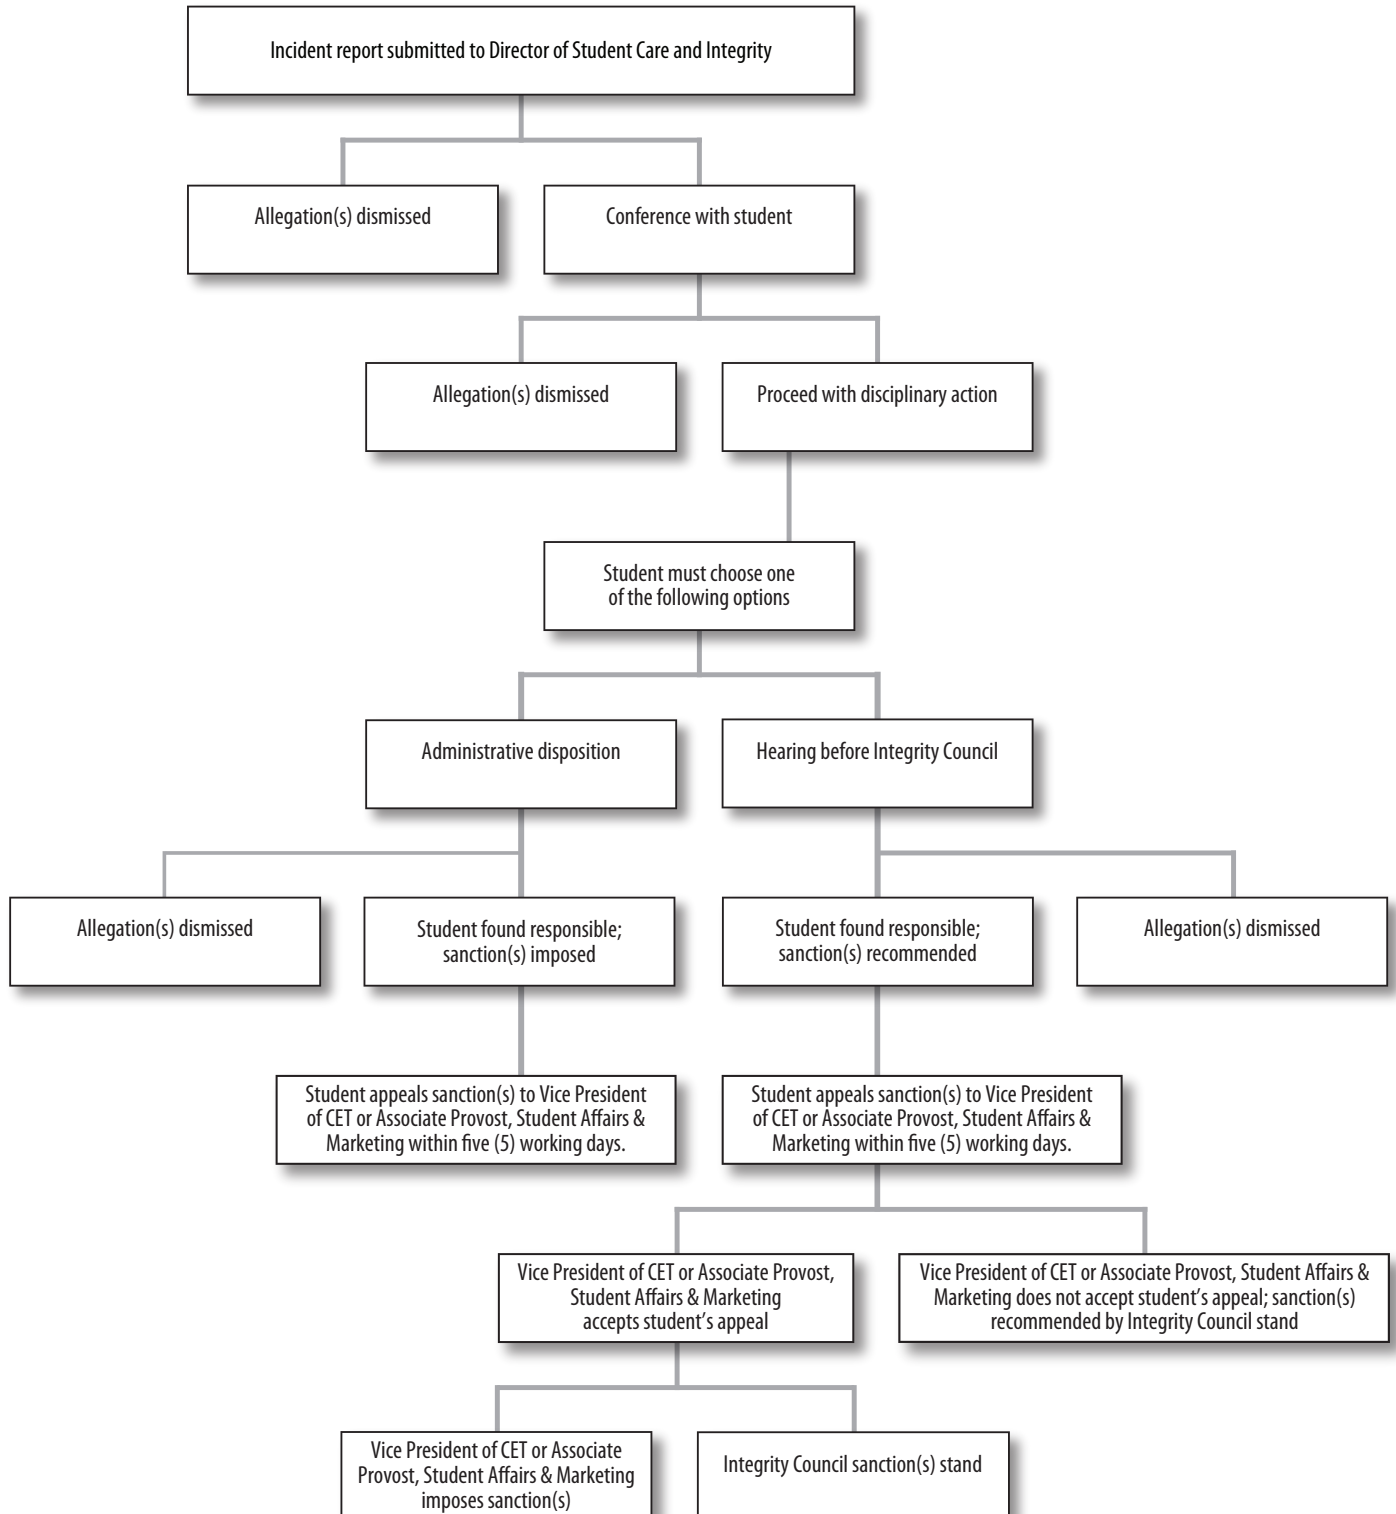 Incident report submitted to Director of Student Care and Integrity
Allegation(s) dismissed
Conference with student
Allegation(s) dismissed
Proceed with disciplinary action
Student must choose one
of the following options
Administrative disposition
Hearing before Integrity Council
Allegation(s) dismissed
Student found responsible;
sanction(s) imposed
Student found responsible;
sanction(s) recommended
Allegation(s) dismissed
Student appeals sanction(s) to Vice President
of CET or Associate Provost, Student Affairs &
Marketing within five (5) working days.
Student appeals sanction(s) to Vice President
of CET or Associate Provost, Student Affairs &
Marketing within five (5) working days.
Vice President of CET or Associate Provost,
Student Affairs & Marketing
accepts student’s appeal
Vice President of CET or Associate Provost, Student Affairs &
Marketing does not accept student’s appeal; sanction(s)
recommended by Integrity Council stand
Vice President of CET or Associate
Provost, Student Affairs & Marketing
imposes sanction(s)
Integrity Council sanction(s) stand